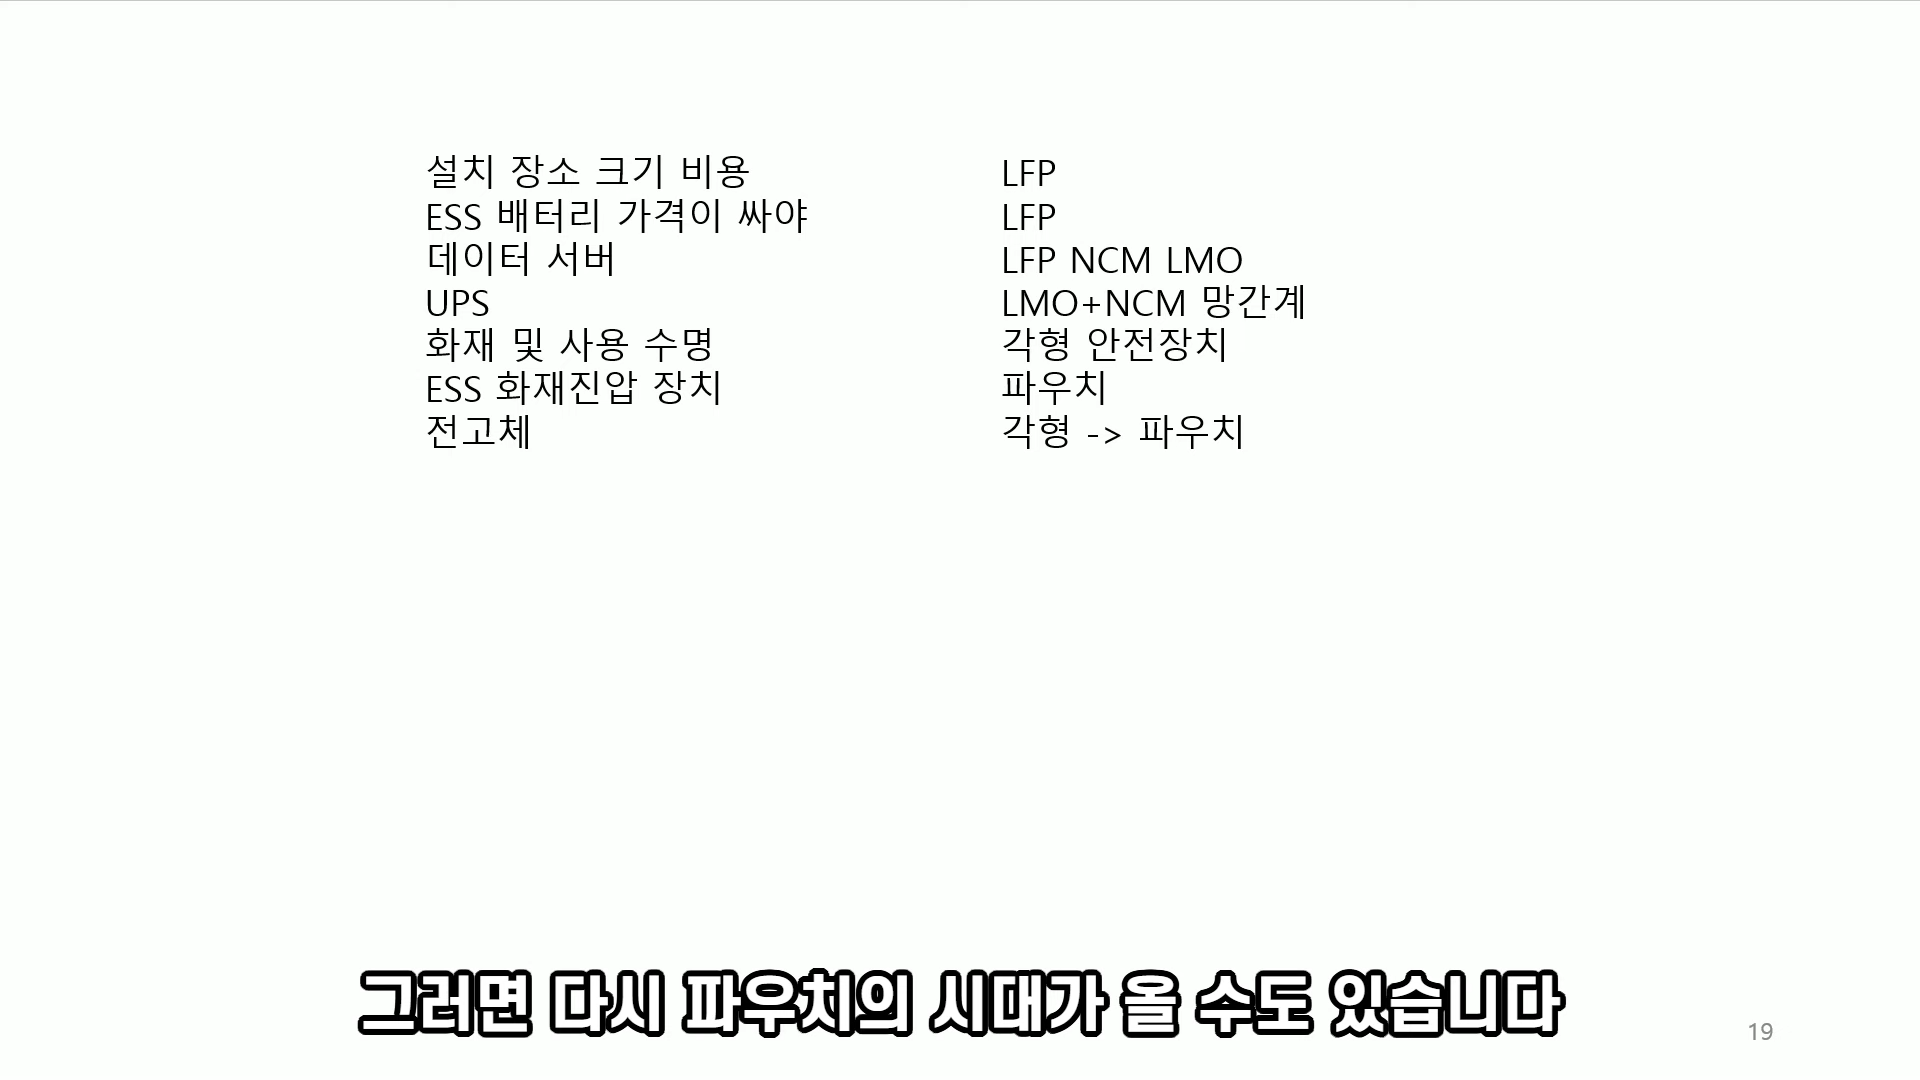 설치 장소 크기 비용 LFP
ESS 배터리 가격이 싸야 LFP
데이터 서버 LFP NCM LMO
UPS LMO+NCM 망간계
화재 및 사용 수명 각형 안전장치
ESS 화재진압 장치 파우치
전고체 각형 -> 파우치
그러면 다시 파우치의 시대가 올 수도 있습니다
19